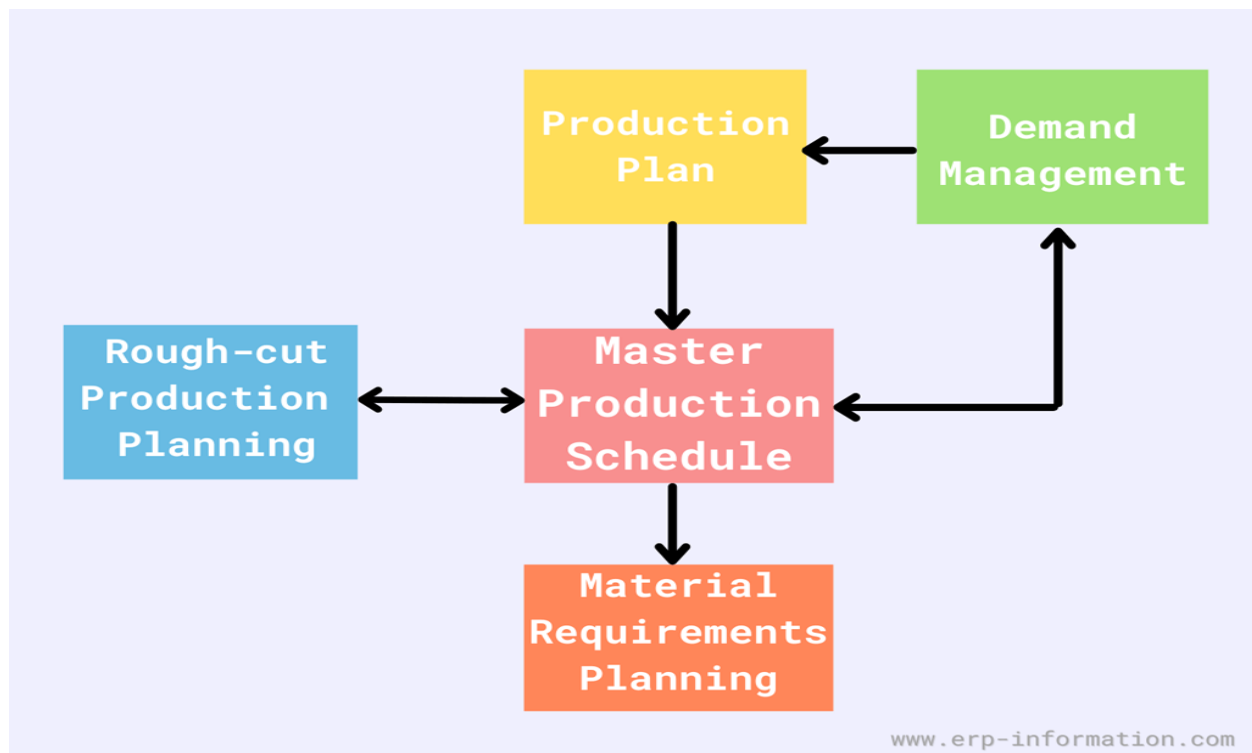 Production
Plan
Demand
Management
Rough-cut
Production
Planning
Master
Production
Schedule
Material
Requirements
Planning
www.erp-information.com